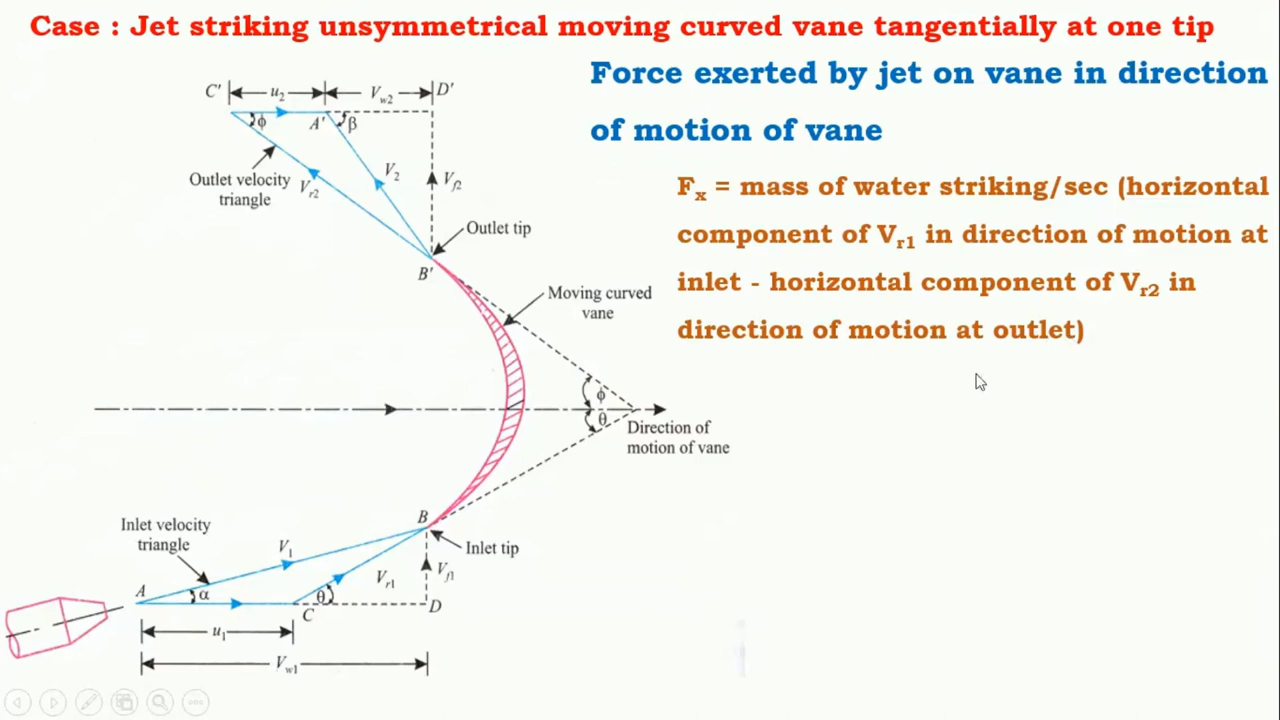 Case : Jet striking unsymmetrical moving curved vane tangentially at one tip
Force exerted by jet on vane in direction
of motion of vane
Fx = mass of water striking/sec (horizontal
component of Vr1 in direction of motion at
inlet - horizontal component of Vr2 in
direction of motion at outlet)
C' u2 Vw2 D'
ϕ A' β
Outlet velocity
triangle
Vr2 V2 Vf2
Outlet tip
B'
Moving curved
vane
ϕ
θ
Direction of
motion of vane
Inlet velocity
triangle
B
V1
Inlet tip
Vr1 Vf1
A α θ
C D
u1
Vw1